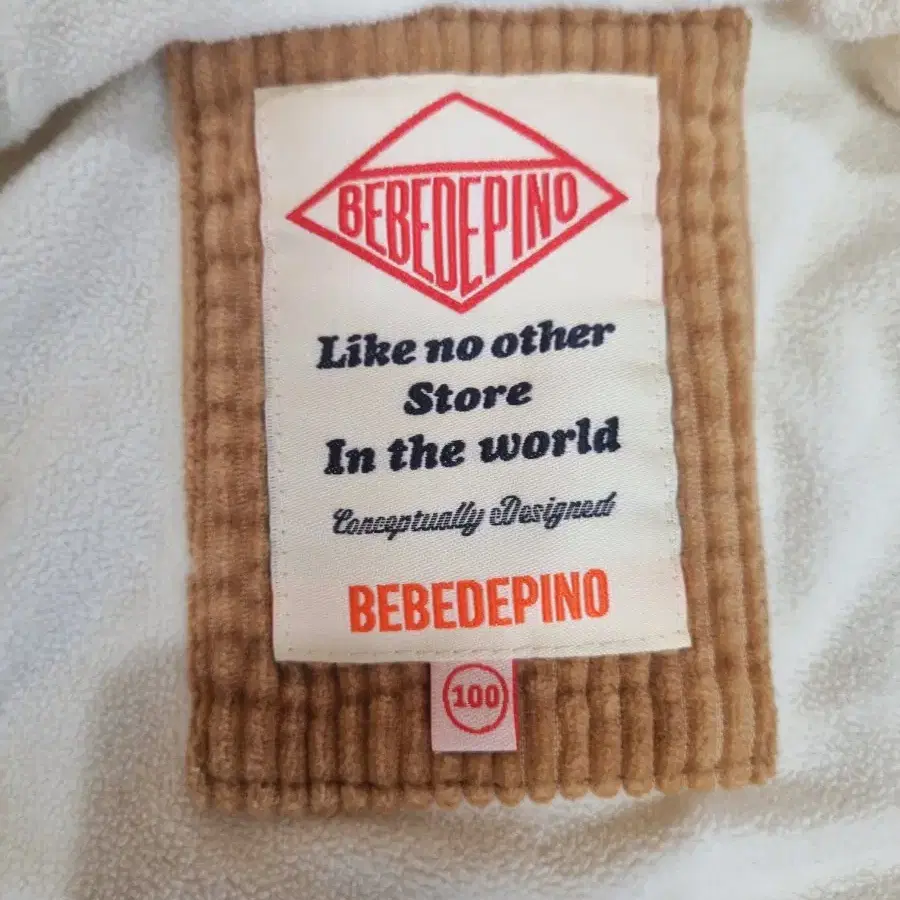 BEBEDEPINO
Like no other
Store
In the world
Conceptually Designed
BEBEDEPINO
100